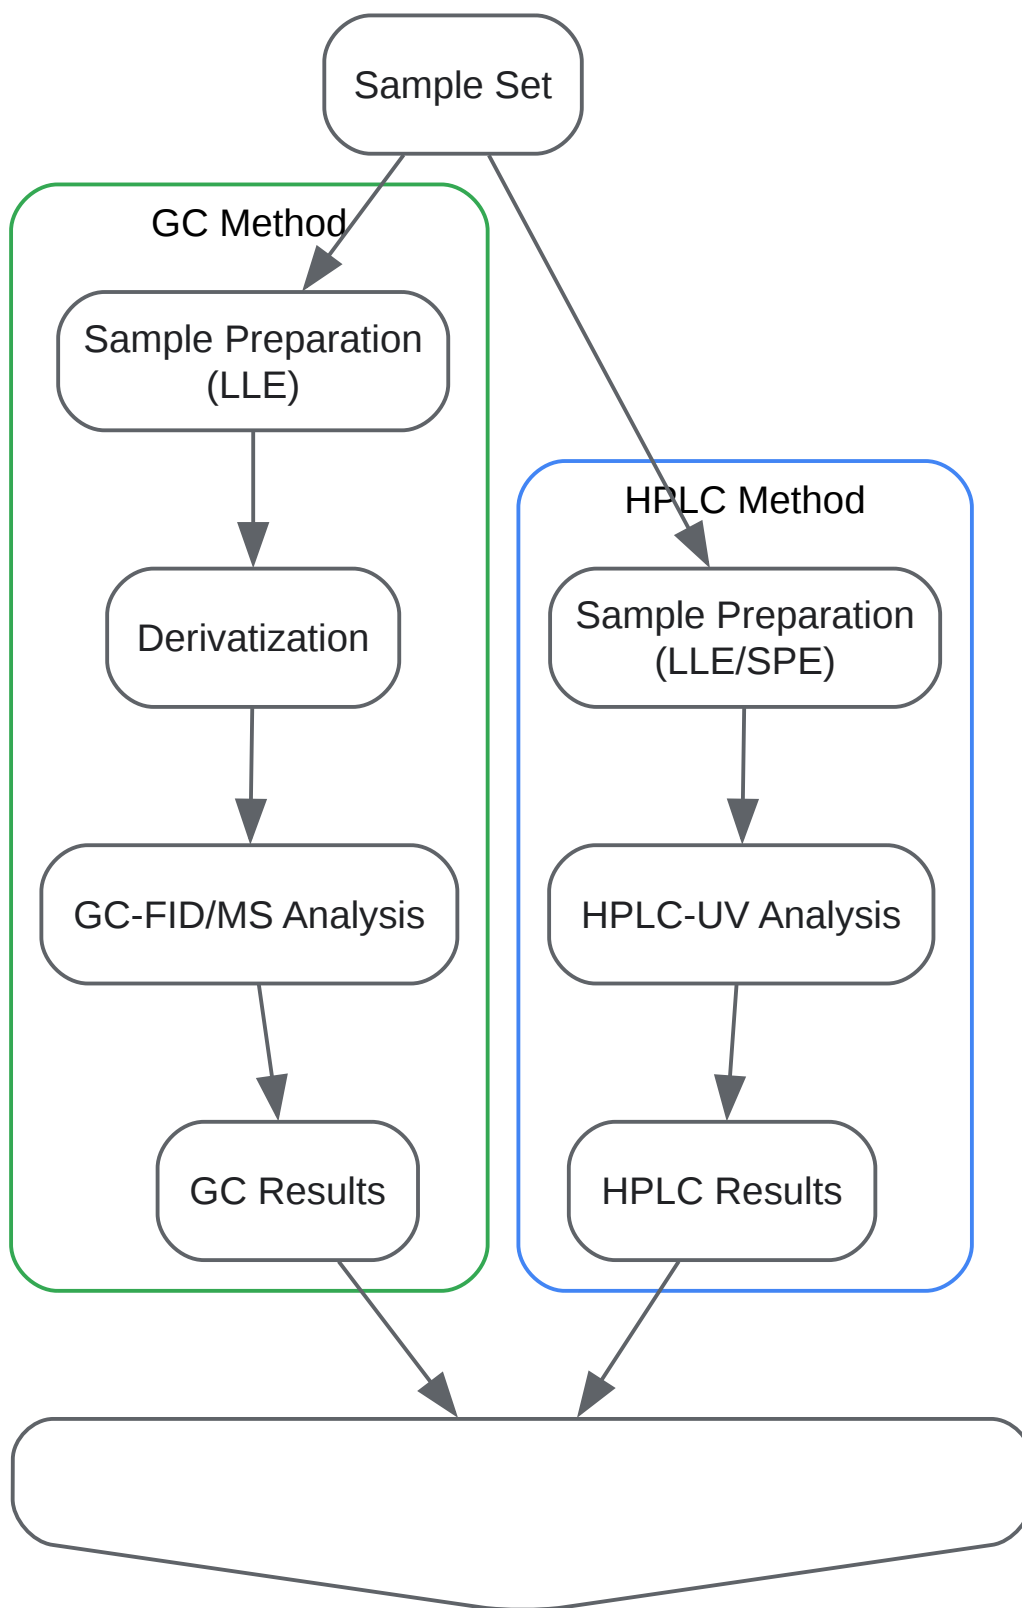 Sample Set
GC Method
Sample Preparation
(LLE)
Derivatization
GC-FID/MS Analysis
GC Results
HPLC Method
Sample Preparation
(LLE/SPE)
HPLC-UV Analysis
HPLC Results